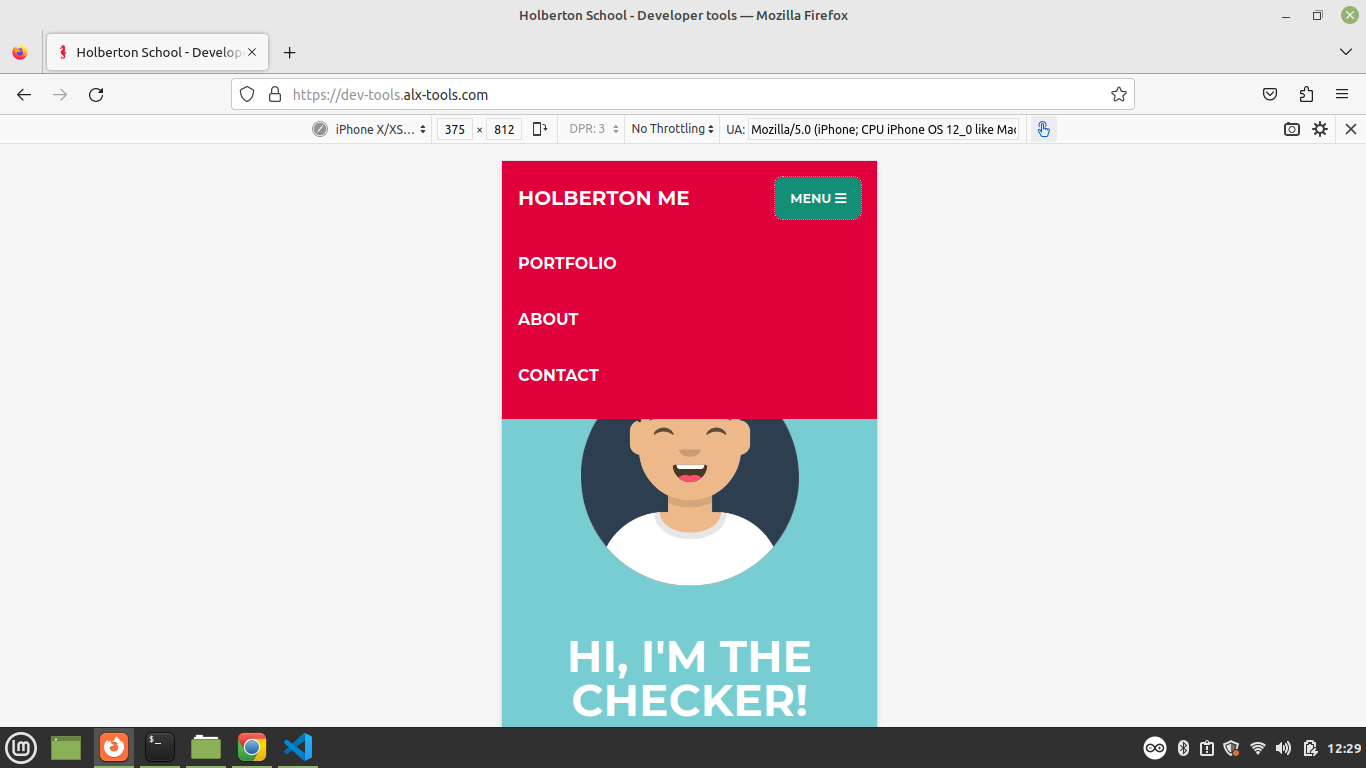 Holberton School - Developer tools — Mozilla Firefox
Holberton School - Develop
https://dev-tools.alx-tools.com
iPhone X/XS... 375 × 812 DPR: 3 No Throttling UA: Mozilla/5.0 (iPhone; CPU iPhone OS 12_0 like Mac
HOLBERTON ME
MENU
PORTFOLIO
ABOUT
CONTACT
HI, I'M THE
CHECKER!
12:29